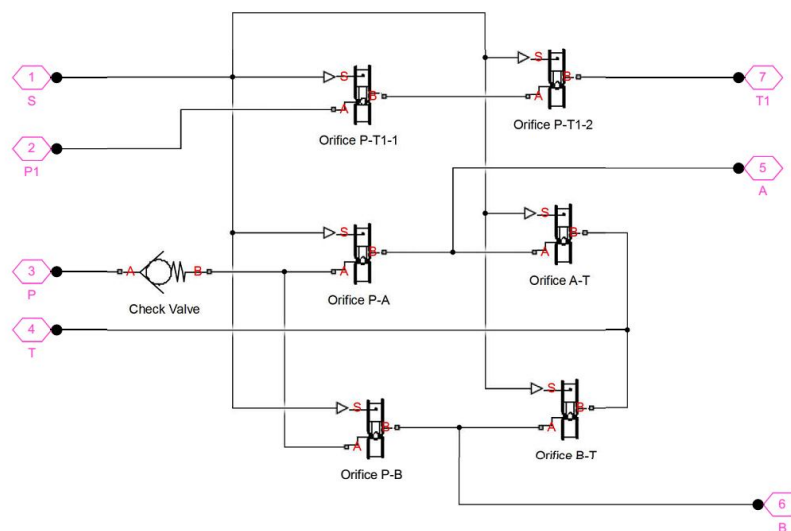 1
S
S
B
A
Orifice P-T1-1
S
B
A
Orifice P-T1-2
7
T1
2
P1
5
A
S
B
A
Orifice P-A
S
B
A
Orifice A-T
3
P
A
B
Check Valve
4
T
S
B
A
Orifice P-B
S
B
A
Orifice B-T
6
B